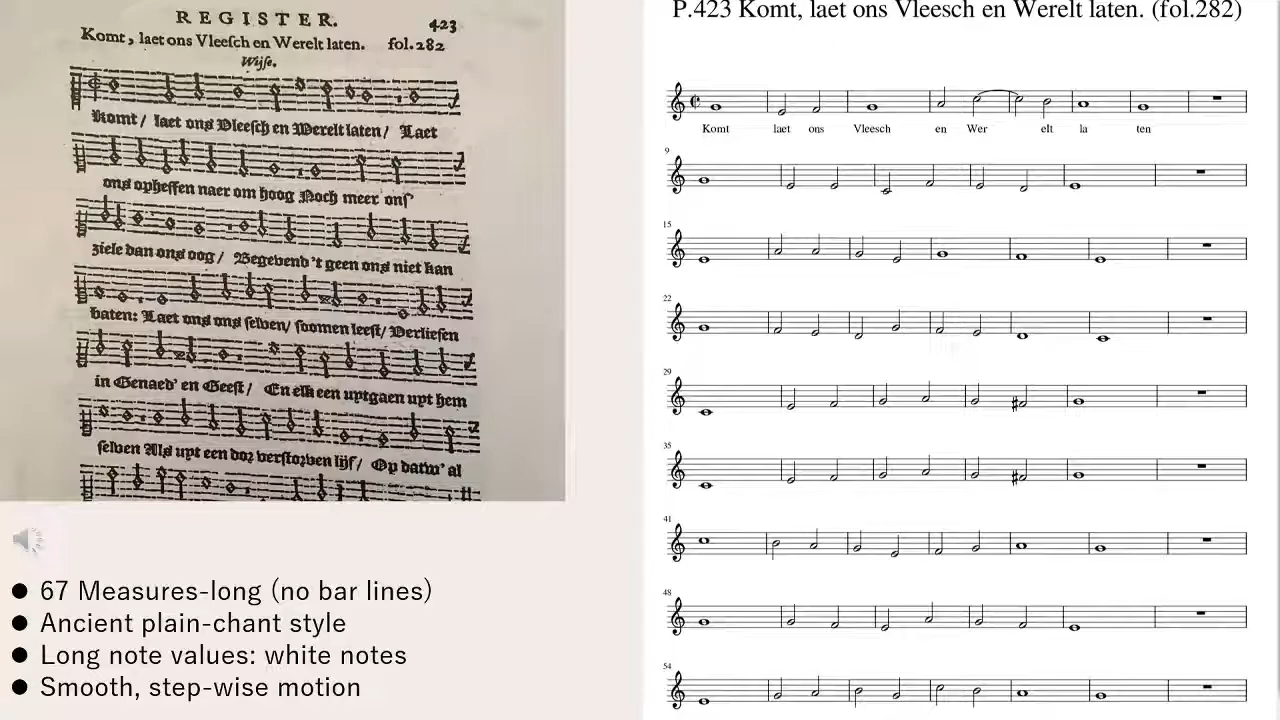 REGISTER. 423
Komt, laet ons Vleesch en Werelt laten. fol.282
Wijse.
Komt / laet ons Vleesch en Werelt laten / Laet
ons opheffen naer om hoog Noch meer ons
ziele dan ons oog / Begevend't geen ons niet kan
baten: Laet ons ons selven / soomen leest / Verliesen
in Genaed' en Geest / En elk een uytgaen uyt hem
selven Als uyt een dor verstorven lijf / Op datw' al
● 67 Measures-long (no bar lines)
● Ancient plain-chant style
● Long note values: white notes
● Smooth, step-wise motion
P.423 Komt, laet ons Vleesch en Werelt laten. (fol.282)
Komt laet ons Vleesch en Wer elt la ten
9
15
22
29
35
41
48
54